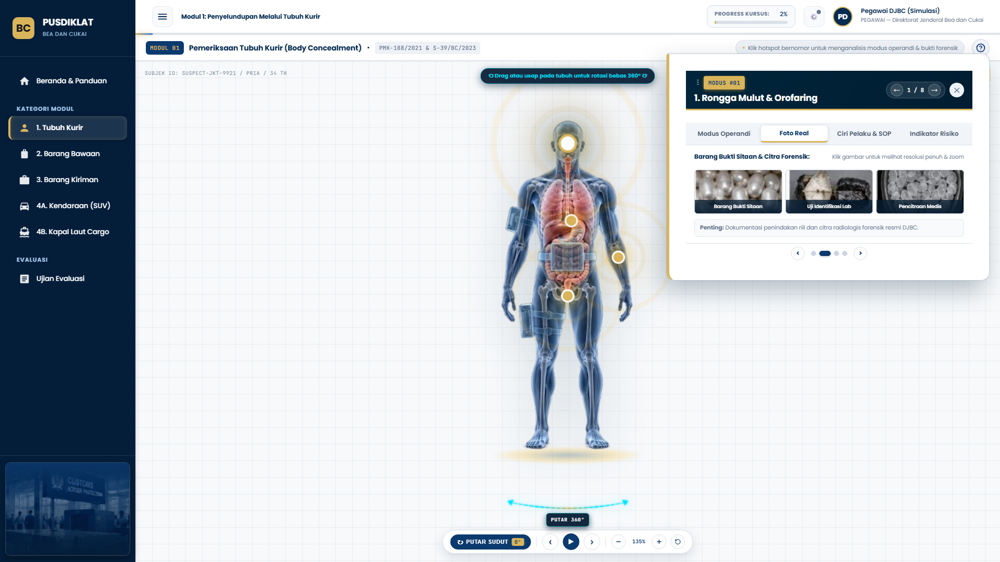 BC
PUSDIKLAT
BEA DAN CUKAI
Beranda & Panduan
KATEGORI MODUL
1. Tubuh Kurir
2. Barang Bawaan
3. Barang Kiriman
4A. Kendaraan (SUV)
4B. Kapal Laut Cargo
EVALUASI
Ujian Evaluasi
CUSTOMS
BORDER PROTECTION
Modul 1: Penyelundupan Melalui Tubuh Kurir
PROGRESS KURSUS: 2%
PD
Pegawai DJBC (Simulasi)
PEGAWAI — Direktorat Jenderal Bea dan Cukai
MODUL 01
Pemeriksaan Tubuh Kurir (Body Concealment) •
PMK-188/2021 & S-39/BC/2023
• Klik hotspot bernomor untuk menganalisis modus operandi & bukti forensik
SUBJEK ID: SUSPECT-JKT-9921 / PRIA / 34 TH
⟲ Drag atau usap pada tubuh untuk rotasi bebas 360° ⟳
MODUS #01
1. Rongga Mulut & Orofaring
← 1 / 8 →
Modus Operandi
Foto Real
Ciri Pelaku & SOP
Indikator Risiko
Barang Bukti Sitaan & Citra Forensik:
Klik gambar untuk melihat resolusi penuh & zoom
Barang Bukti Sitaan
Uji Identifikasi Lab
Pencitraan Medis
Penting: Dokumentasi penindakan riil dan citra radiologis forensik resmi DJBC.
PUTAR 360°
↻ PUTAR SUDUT 0°
− 135% +